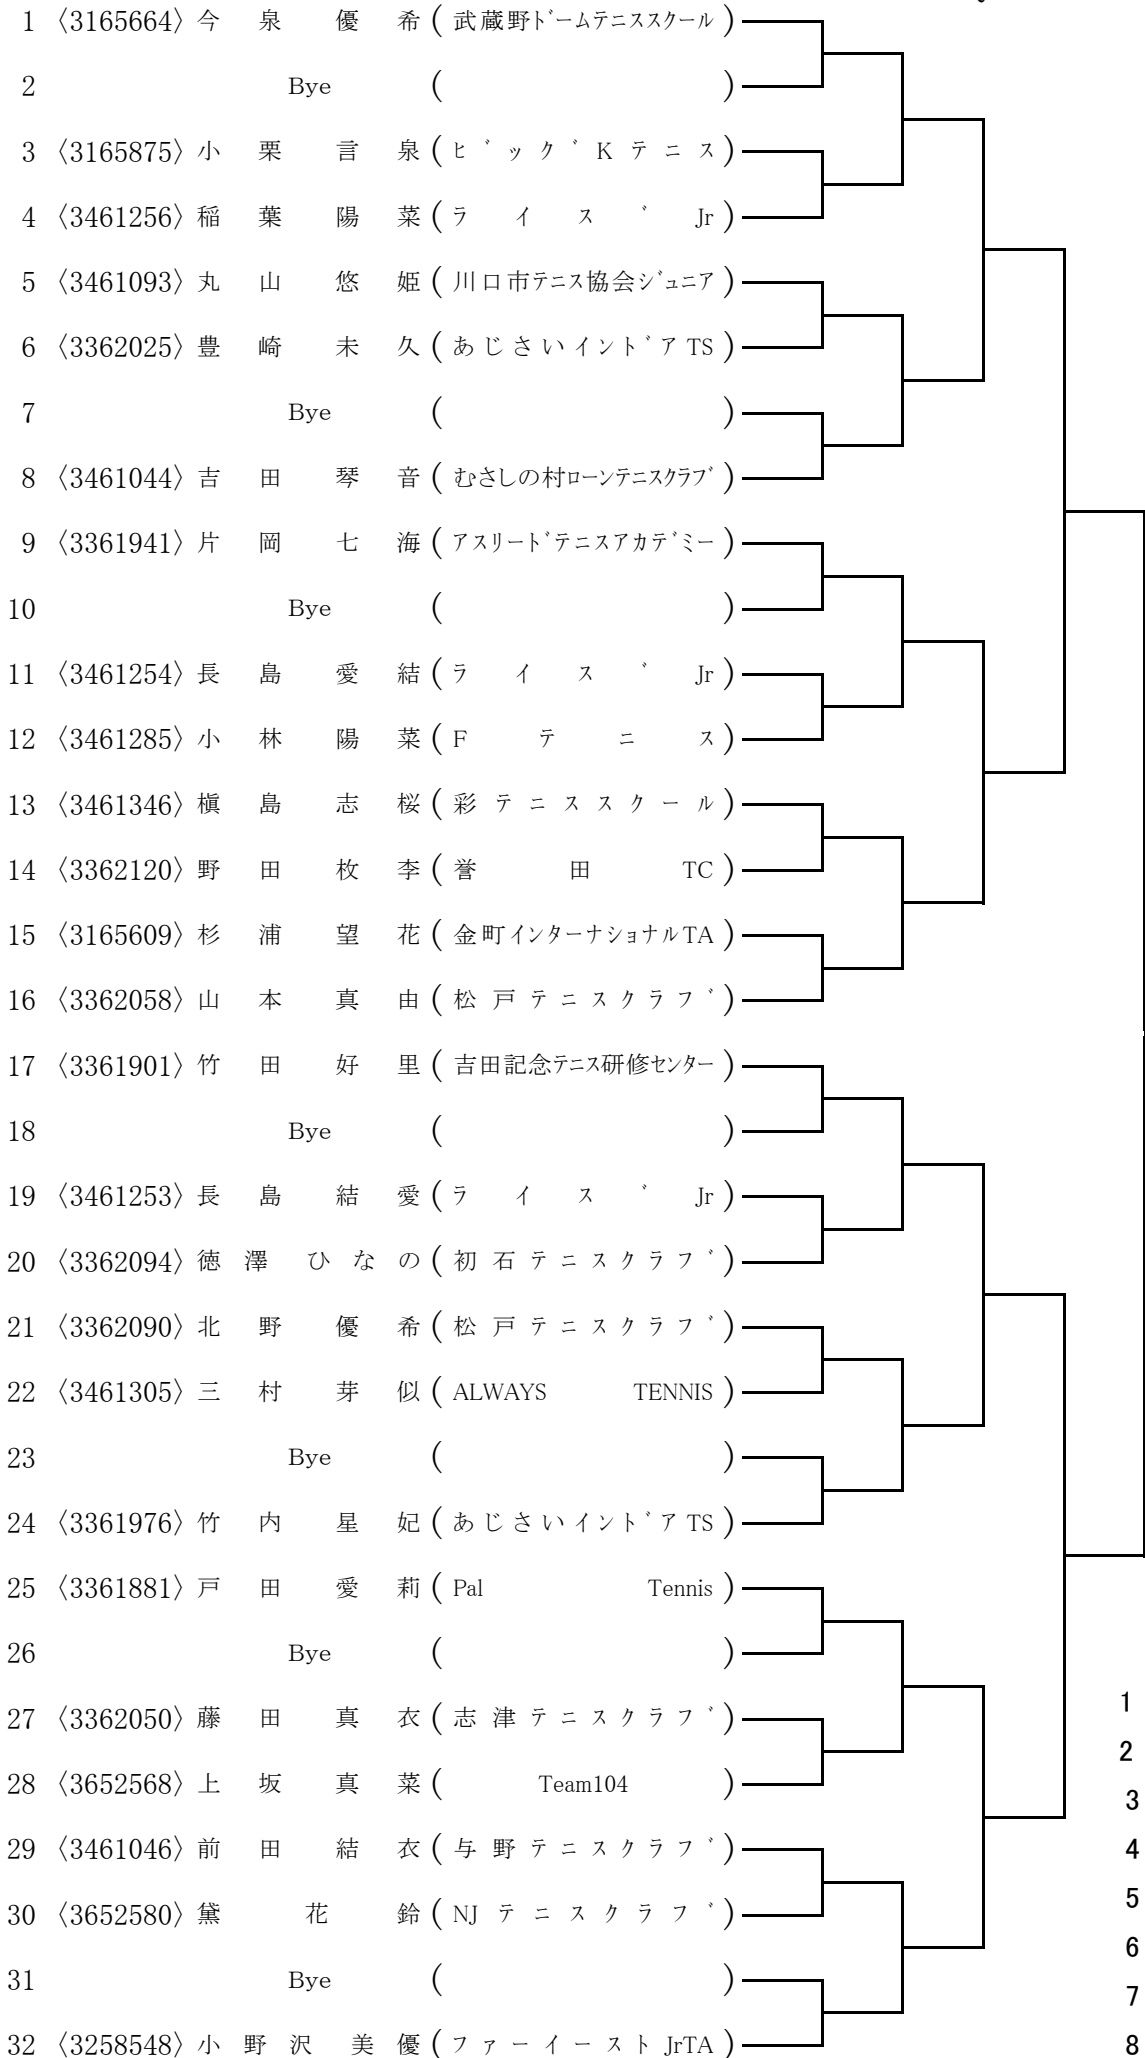 1 〈3165664〉 今泉 優希 ( 武蔵野ドームテニススクール )
2 Bye ( )
3 〈3165875〉 小栗 言泉 ( ビッグKテニス )
4 〈3461256〉 稲葉 陽菜 ( ライズJr )
5 〈3461093〉 丸山 悠姫 ( 川口市テニス協会ジュニア )
6 〈3362025〉 豊崎 未久 ( あじさいインドアTS )
7 Bye ( )
8 〈3461044〉 吉田 琴音 ( むさしの村ローンテニスクラブ )
9 〈3361941〉 片岡 七海 ( アスリードテニスアカデミー )
10 Bye ( )
11 〈3461254〉 長島 愛結 ( ライズJr )
12 〈3461285〉 小林 陽菜 ( Fテニス )
13 〈3461346〉 槇島 志桜 ( 彩テニススクール )
14 〈3362120〉 野田 枚李 ( 誉田TC )
15 〈3165609〉 杉浦 望花 ( 金町インターナショナルTA )
16 〈3362058〉 山本 真由 ( 松戸テニスクラブ )
17 〈3361901〉 竹田 好里 ( 吉田記念テニス研修センター )
18 Bye ( )
19 〈3461253〉 長島 結愛 ( ライズJr )
20 〈3362094〉 徳澤 ひなの ( 初石テニスクラブ )
21 〈3362090〉 北野 優希 ( 松戸テニスクラブ )
22 〈3461305〉 三村 芽似 ( ALWAYS TENNIS )
23 Bye ( )
24 〈3361976〉 竹内 星妃 ( あじさいインドアTS )
25 〈3361881〉 戸田 愛莉 ( Pal Tennis )
26 Bye ( )
27 〈3362050〉 藤田 真衣 ( 志津テニスクラブ )
1
28 〈3652568〉 上坂 真菜 ( Team104 )
2
3
29 〈3461046〉 前田 結衣 ( 与野テニスクラブ )
4
30 〈3652580〉 黛 花鈴 ( NJテニスクラブ )
5
6
31 Bye ( )
7
32 〈3258548〉 小野沢 美優 ( ファーイーストJrTA )
8